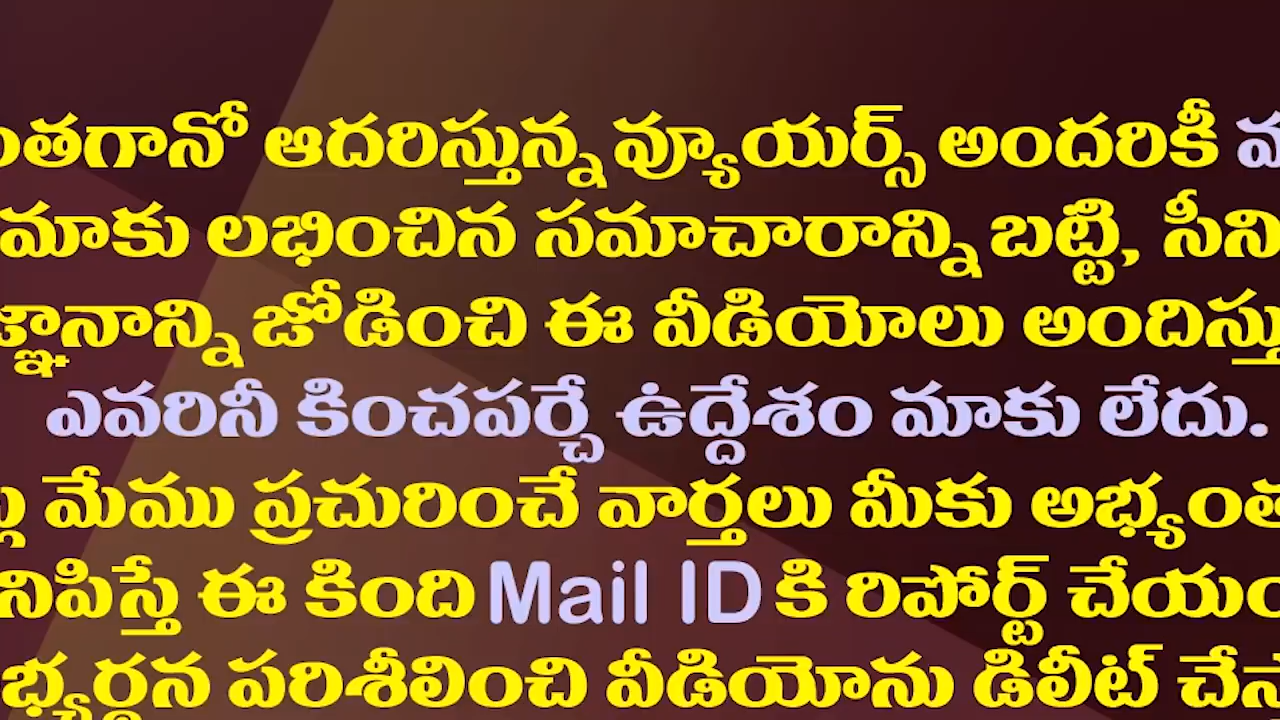 ంతగానో ఆదరిస్తున్న వ్యూయర్స్ అందరికీ
మాకు లభించిన సమాచారాన్ని బట్టి, సీని
జ్ఞానాన్ని జోడించి ఈ వీడియోలు అందిస్తు
ఎవరినీ కించపర్చే ఉద్దేశం మాకు లేదు.
మేము ప్రచురించే వార్తలు మీకు అభ్యంత
నిపిస్తే ఈ కింది Mail ID కి రిపోర్ట్ చేయం
భ్యర్థన పరిశీలించి వీడియోను డిలీట్ చేస